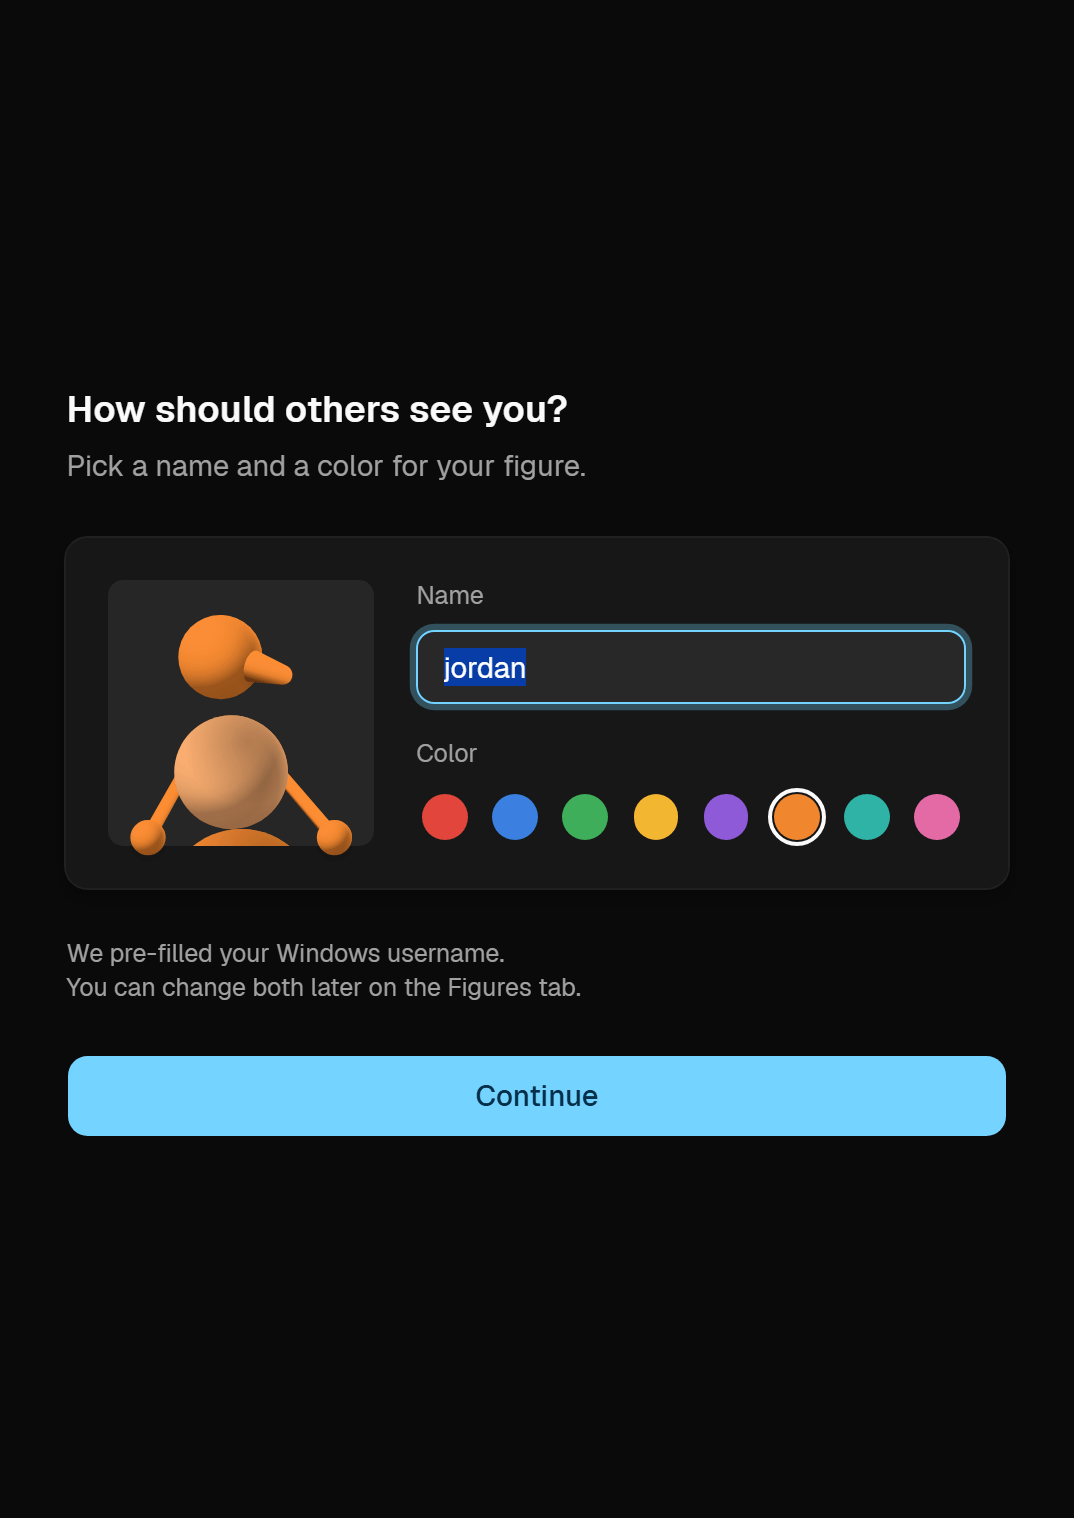 How should others see you?
Pick a name and a color for your figure.
Name
jordan
Color
We pre-filled your Windows username.
You can change both later on the Figures tab.
Continue